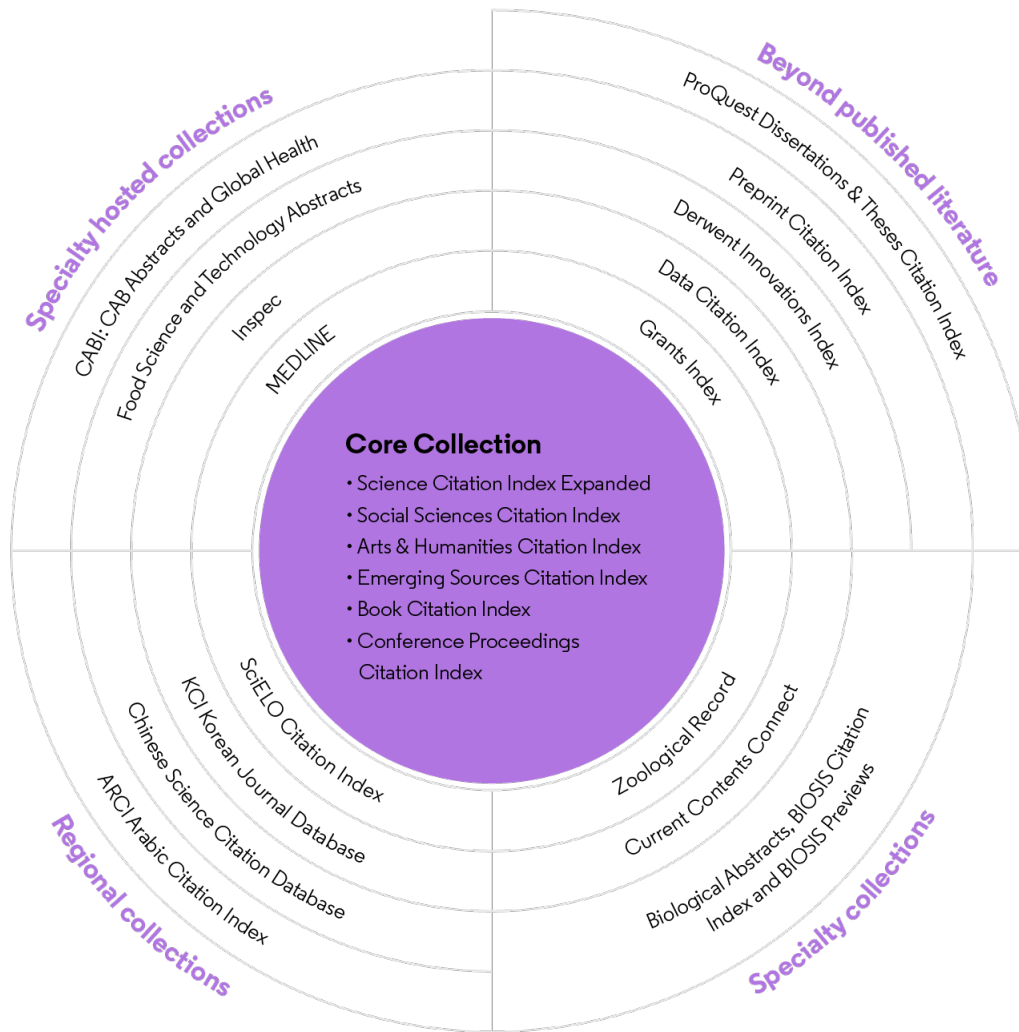 Specialty hosted collections
CABI: CAB Abstracts and Global Health
Food Science and Technology Abstracts
Inspec
MEDLINE
Beyond published literature
ProQuest Dissertations & Theses Citation Index
Preprint Citation Index
Derwent Innovations Index
Data Citation Index
Grants Index
Core Collection
• Science Citation Index Expanded
• Social Sciences Citation Index
• Arts & Humanities Citation Index
• Emerging Sources Citation Index
• Book Citation Index
• Conference Proceedings
Citation Index
SciELO Citation Index
KCI Korean Journal Database
Chinese Science Citation Database
ARCI Arabic Citation Index
Regional collections
Zoological Record
Current Contents Connect
Biological Abstracts, BIOSIS Citation
Index and BIOSIS Previews
Specialty collections